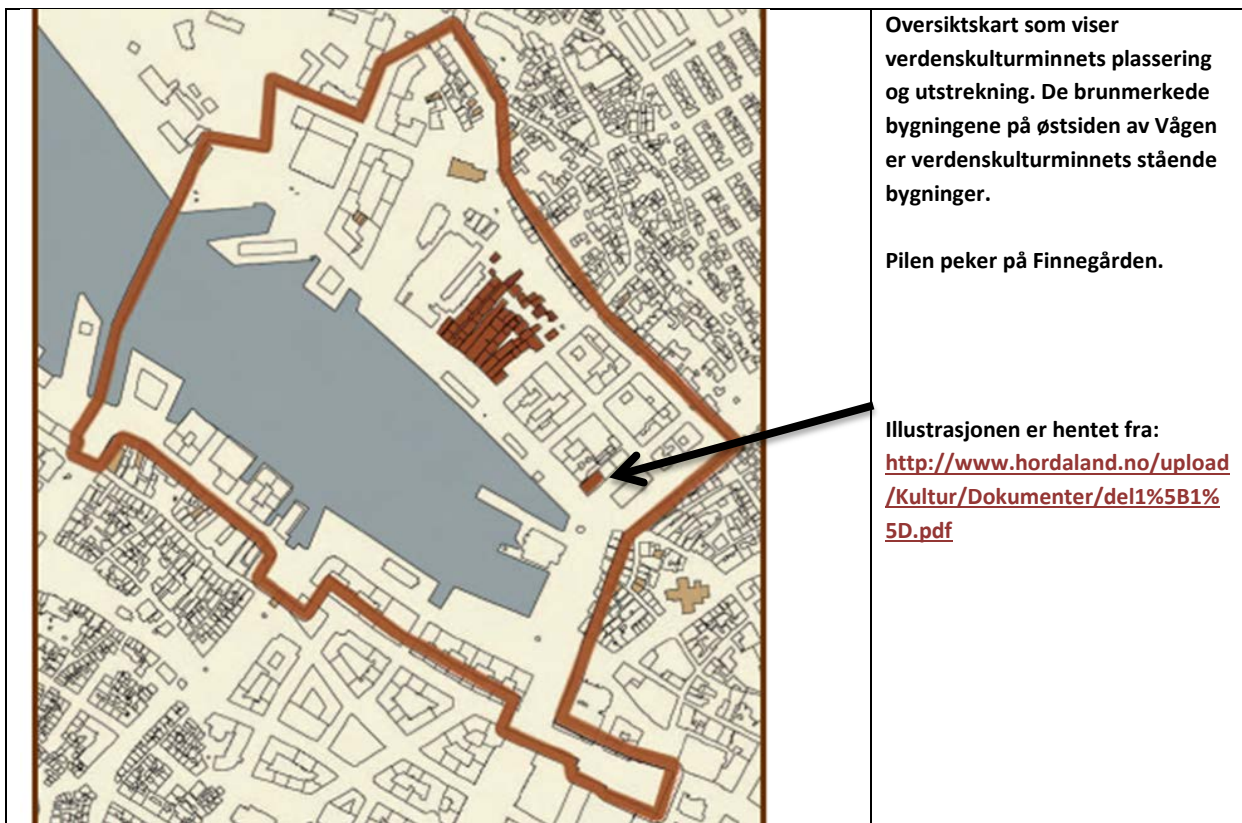 Oversiktskart som viser
verdenskulturminnets plassering
og utstrekning. De brunmerkede
bygningene på østsiden av Vågen
er verdenskulturminnets stående
bygninger.
Pilen peker på Finnegården.
Illustrasjonen er hentet fra:
http://www.hordaland.no/upload
/Kultur/Dokumenter/del1%5B1%
5D.pdf